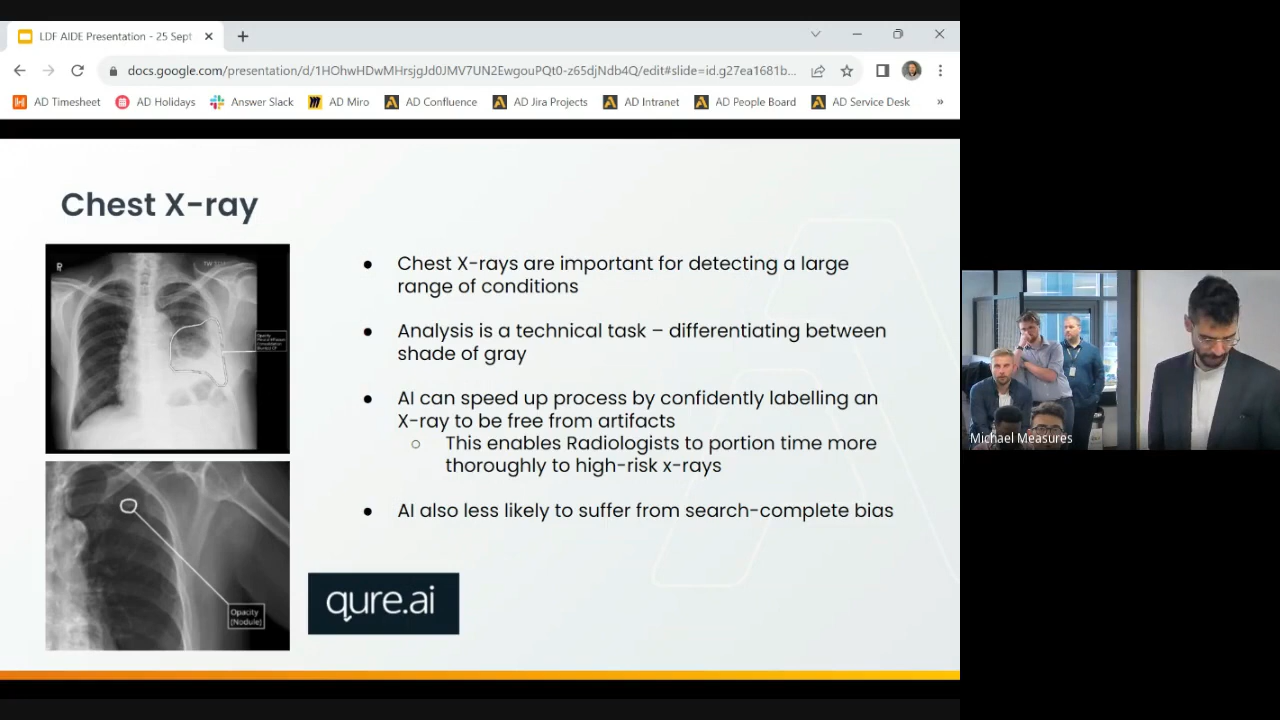 LDF AIDE Presentation - 25 Sept
docs.google.com/presentation/d/1HOhwHDwMHrsjgJd0JMV7UN2EwgouPQt0-z65djNdb4Q/edit#slide=id.g27ea1681b...
AD Timesheet AD Holidays Answer Slack AD Miro AD Confluence AD Jira Projects AD Intranet AD People Board AD Service Desk »
Chest X-ray
● Chest X-rays are important for detecting a large
range of conditions
● Analysis is a technical task – differentiating between
shade of gray
● AI can speed up process by confidently labelling an
X-ray to be free from artifacts
○ This enables Radiologists to portion time more
thoroughly to high-risk x-rays
● AI also less likely to suffer from search-complete bias
Opacity
[Nodule]
qure.ai
Michael Measures